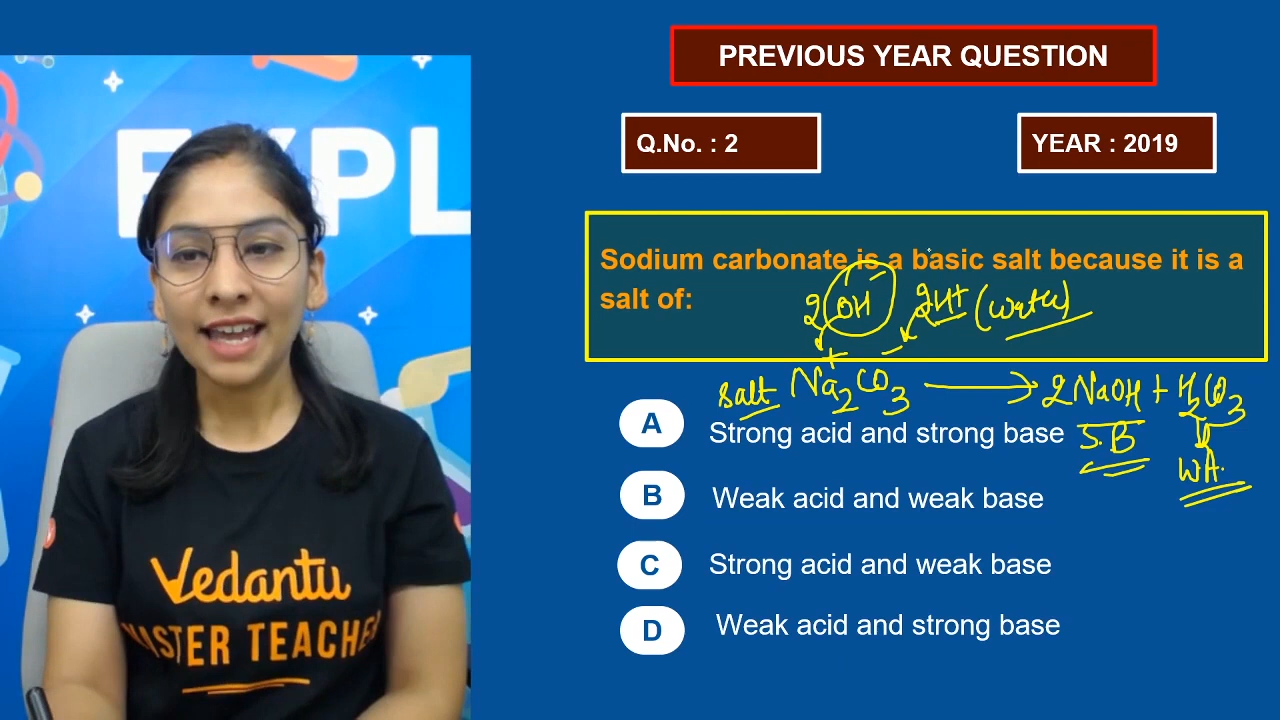 EXPL
Vedantu
MASTER TEACHER
PREVIOUS YEAR QUESTION
Q.No. : 2
YEAR : 2019
Sodium carbonate is a basic salt because it is a
salt of:
2OH⁻ 2H⁺ (water)
salt Na₂CO₃ → 2NaOH + H₂CO₃
S.B
W.A.
A Strong acid and strong base
B Weak acid and weak base
C Strong acid and weak base
D Weak acid and strong base